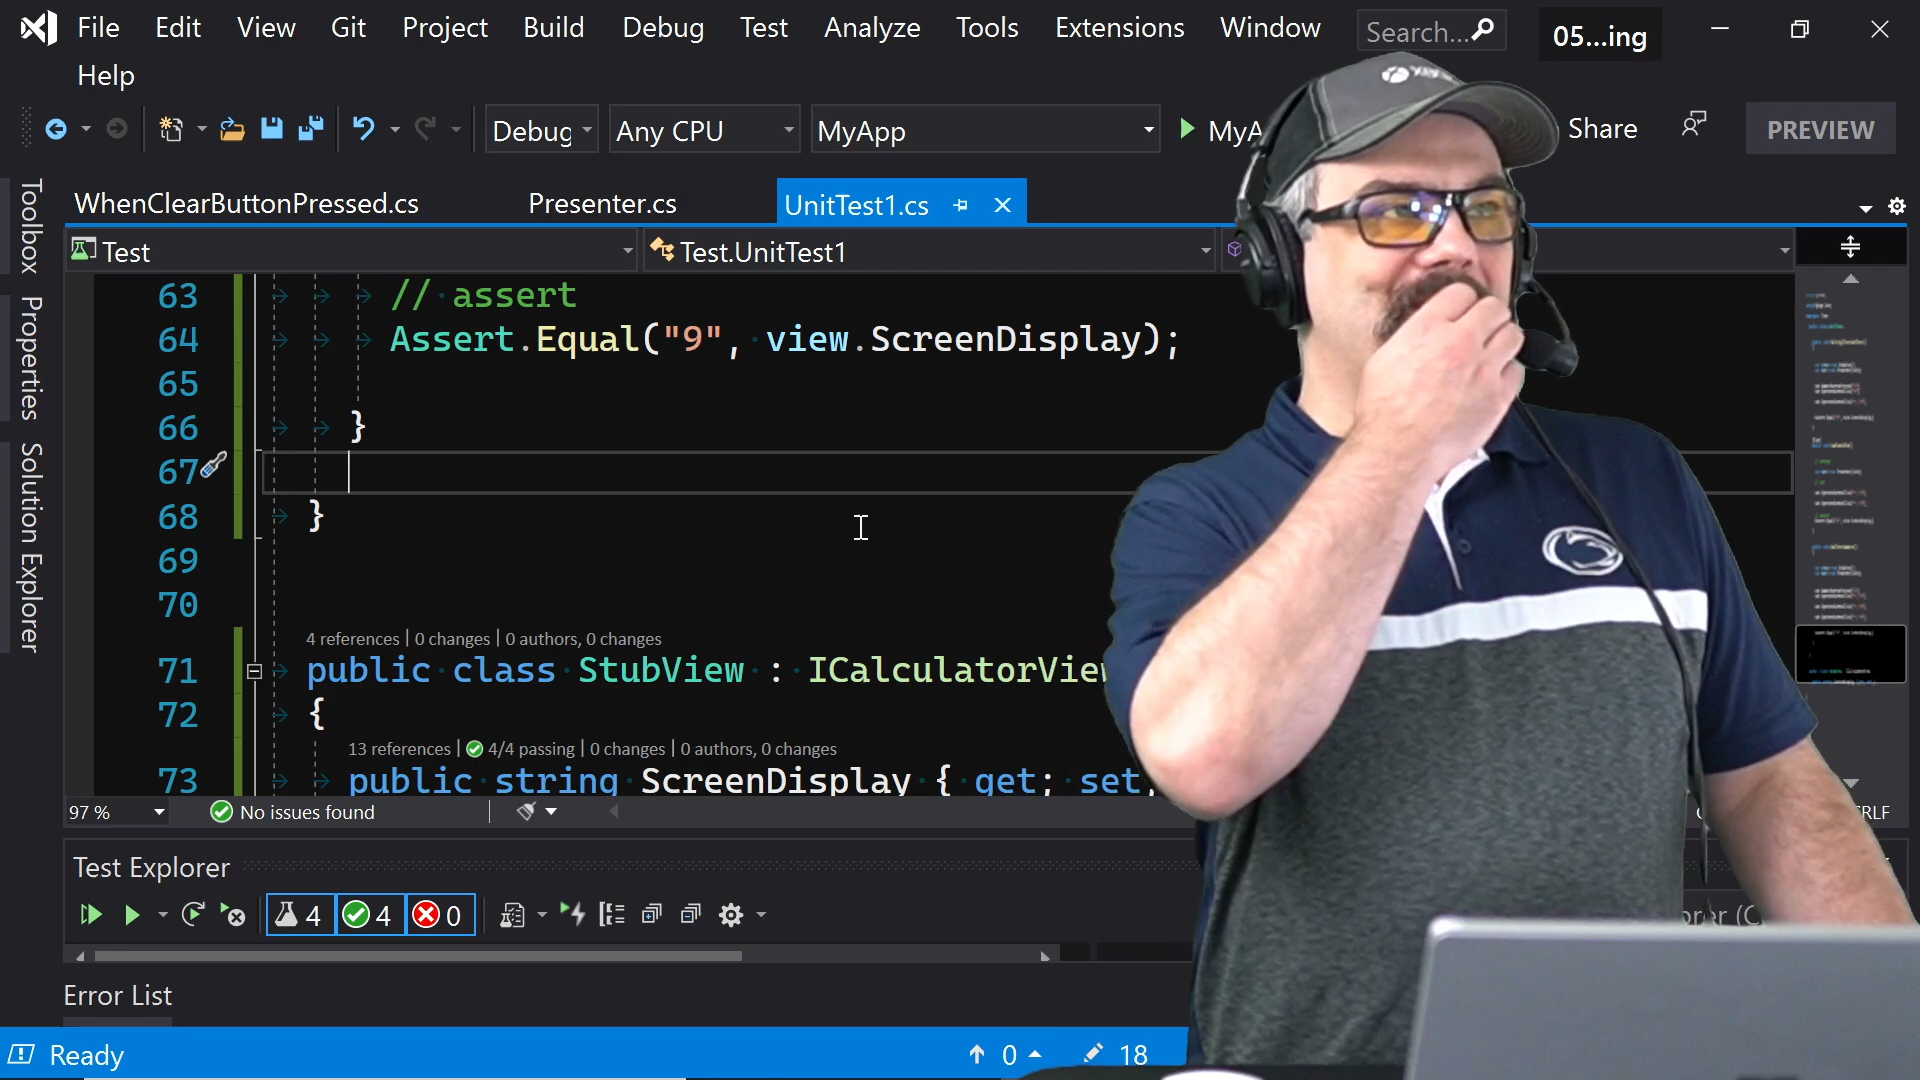 File Edit View Git Project Build Debug Test Analyze Tools Extensions Window Search... 05...ing
Help
Debug Any CPU MyApp MyA Share PREVIEW
WhenClearButtonPressed.cs Presenter.cs UnitTest1.cs
Test Test.UnitTest1
Toolbox
Properties
Solution Explorer
63 // assert
64 Assert.Equal("9", view.ScreenDisplay);
65
66 }
67
68 }
69
70
4 references | 0 changes | 0 authors, 0 changes
71 public class StubView : ICalculatorView
72 {
13 references | 4/4 passing | 0 changes | 0 authors, 0 changes
73 public string ScreenDisplay { get; set;
97 % No issues found RLF
Test Explorer
4 4 0
Error List
Ready 0 18